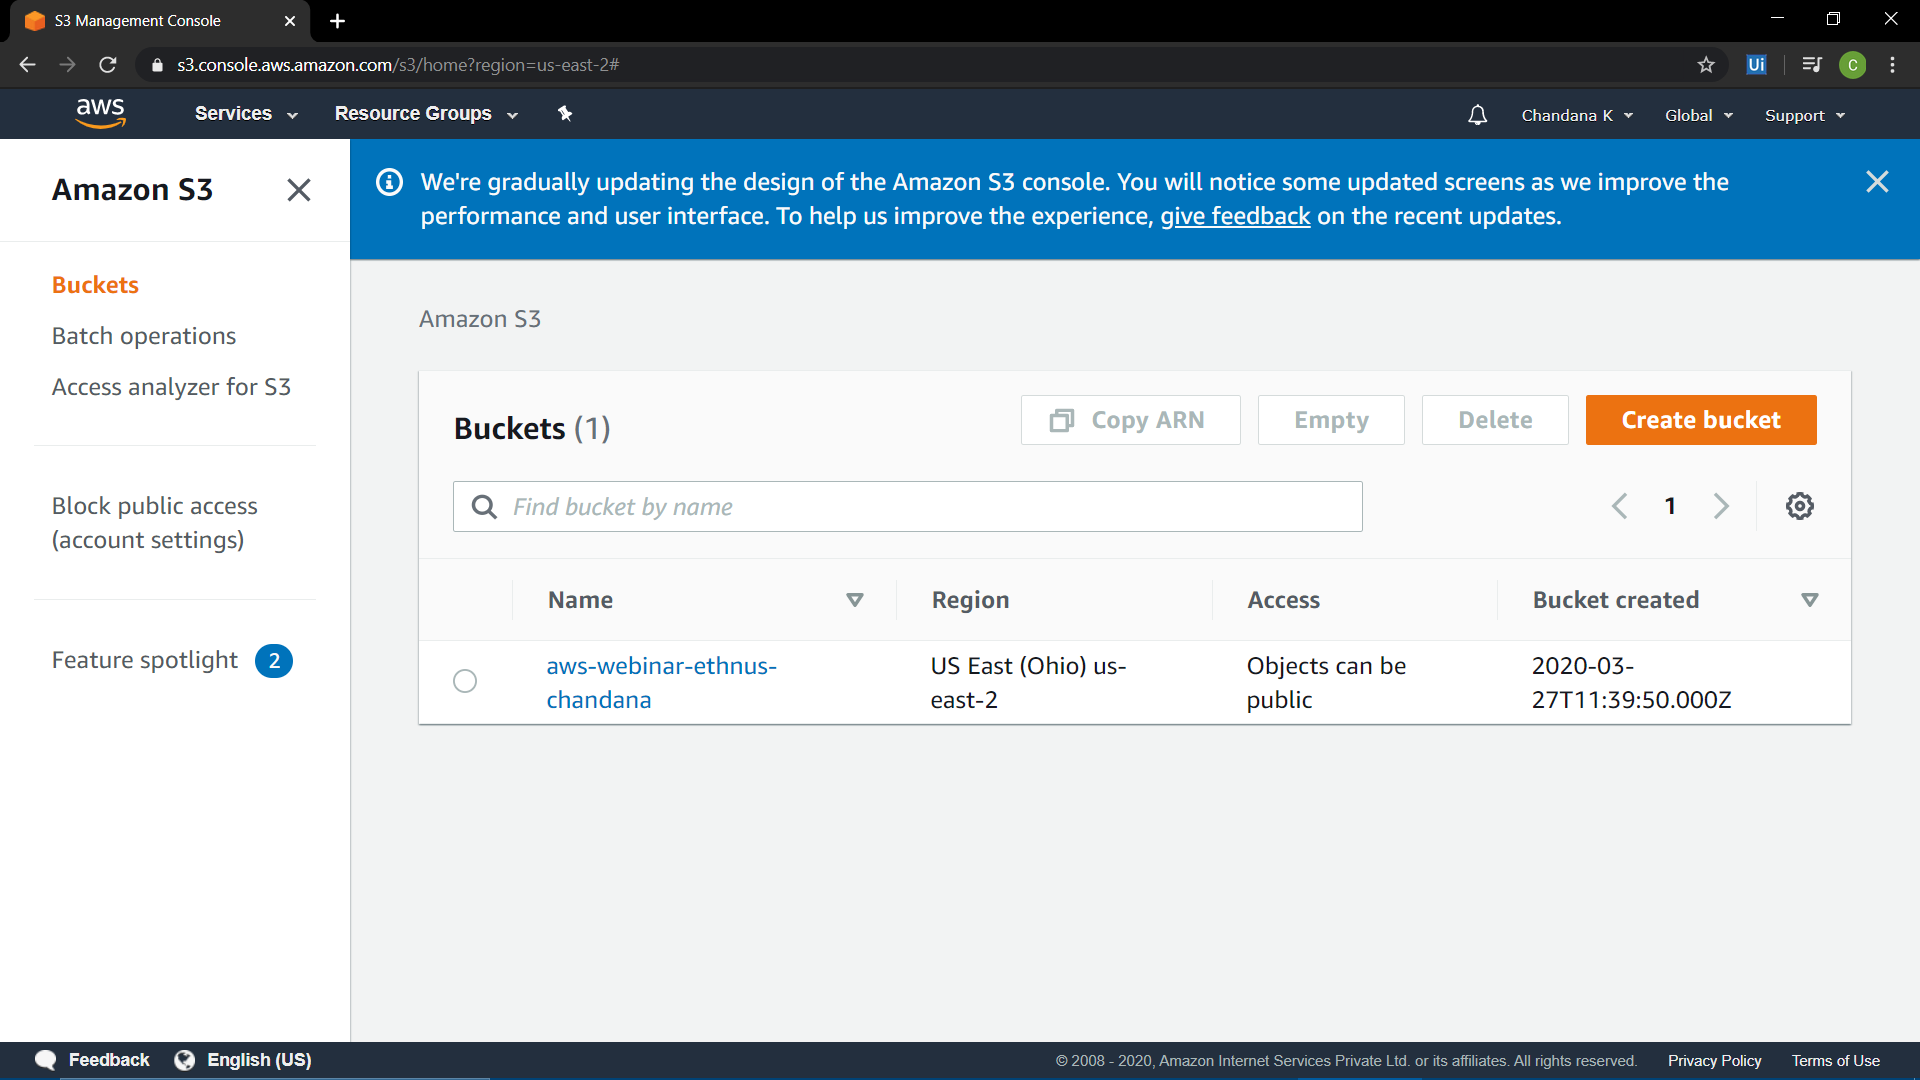 S3 Management Console
s3.console.aws.amazon.com/s3/home?region=us-east-2#
Ui
C
aws
Services
Resource Groups
Chandana K
Global
Support
Amazon S3
We're gradually updating the design of the Amazon S3 console. You will notice some updated screens as we improve the
performance and user interface. To help us improve the experience, give feedback on the recent updates.
Buckets
Batch operations
Access analyzer for S3
Block public access
(account settings)
Feature spotlight 2
Amazon S3
Buckets (1)
Copy ARN
Empty
Delete
Create bucket
Find bucket by name
1
Name
Region
Access
Bucket created
aws-webinar-ethnus-
chandana
US East (Ohio) us-
east-2
Objects can be
public
2020-03-
27T11:39:50.000Z
Feedback
English (US)
© 2008 - 2020, Amazon Internet Services Private Ltd. or its affiliates. All rights reserved.
Privacy Policy
Terms of Use